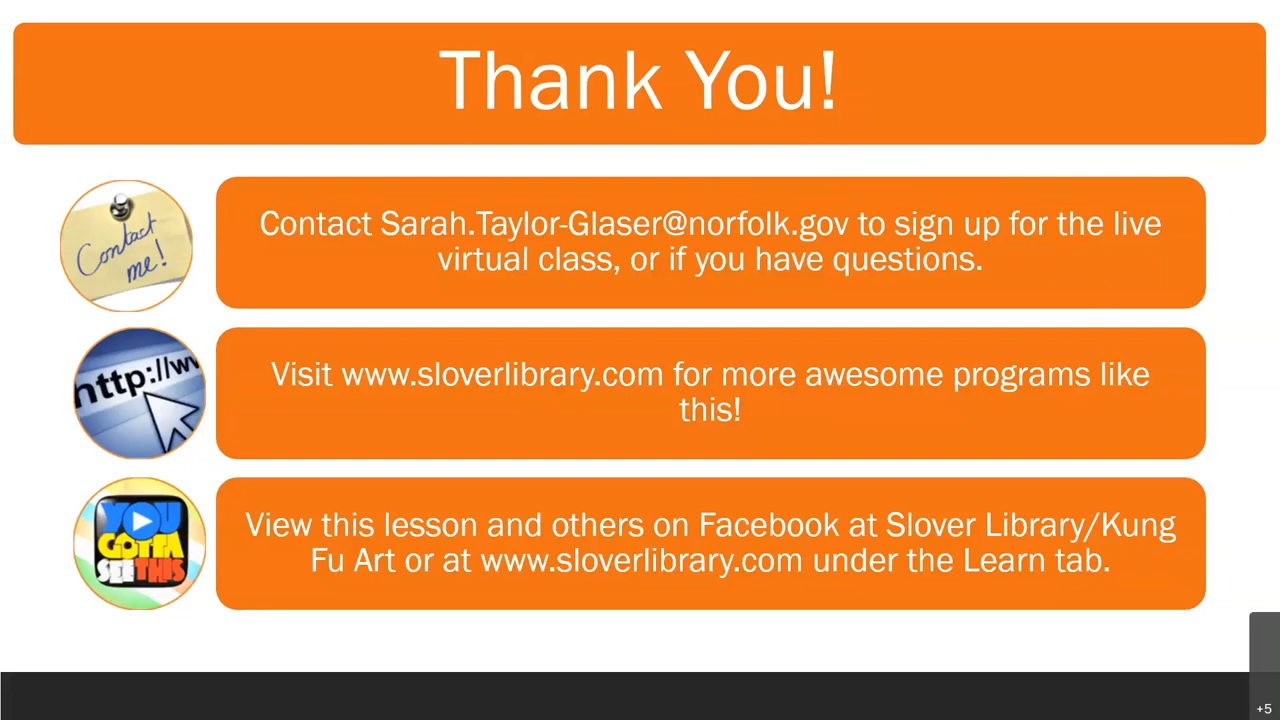 Thank You!
Contact me!
Contact Sarah.Taylor-Glaser@norfolk.gov to sign up for the live
virtual class, or if you have questions.
http://ww
Visit www.sloverlibrary.com for more awesome programs like
this!
YOU
GOTTA
SEE THIS
View this lesson and others on Facebook at Slover Library/Kung
Fu Art or at www.sloverlibrary.com under the Learn tab.
+5